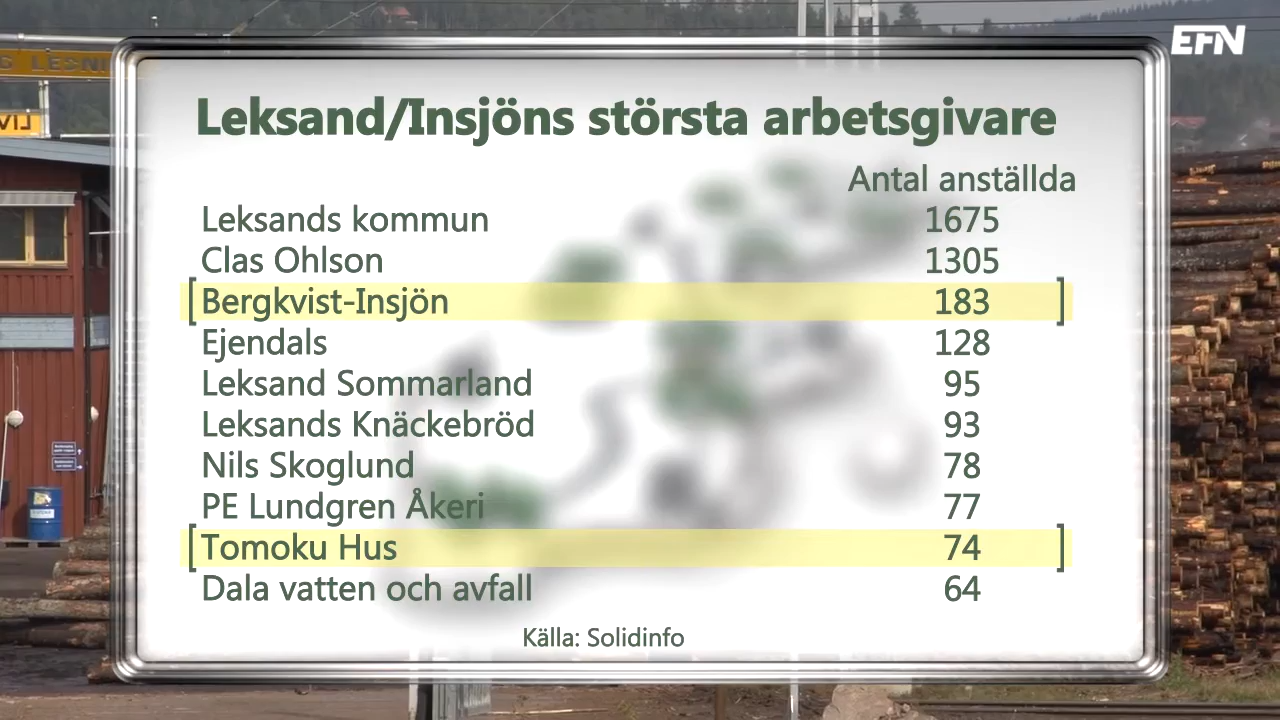 EFN
Leksand/Insjöns största arbetsgivare
Antal anställda
Leksands kommun 1675
Clas Ohlson 1305
[Bergkvist-Insjön 183]
Ejendals 128
Leksand Sommarland 95
Leksands Knäckebröd 93
Nils Skoglund 78
PE Lundgren Åkeri 77
[Tomoku Hus 74]
Dala vatten och avfall 64
Källa: Solidinfo